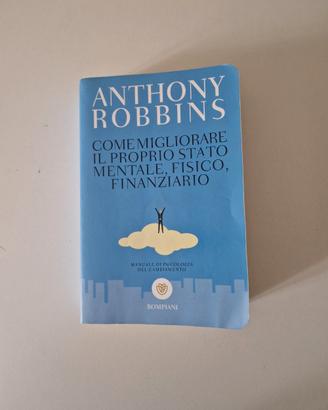 ANTHONY
ROBBINS
COME MIGLIORARE
IL PROPRIO STATO
MENTALE, FISICO,
FINANZIARIO
MANUALE DI PSICOLOGIA
DEL CAMBIAMENTO
BOMPIANI